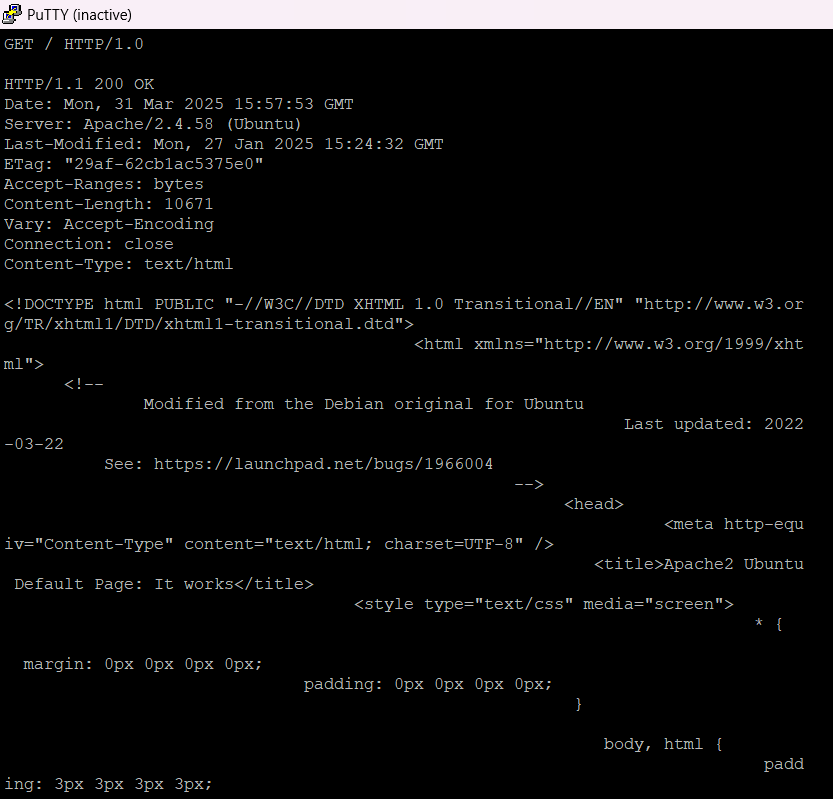 PuTTY (inactive)
GET / HTTP/1.0
HTTP/1.1 200 OK
Date: Mon, 31 Mar 2025 15:57:53 GMT
Server: Apache/2.4.58 (Ubuntu)
Last-Modified: Mon, 27 Jan 2025 15:24:32 GMT
ETag: "29af-62cb1ac5375e0"
Accept-Ranges: bytes
Content-Length: 10671
Vary: Accept-Encoding
Connection: close
Content-Type: text/html
<!DOCTYPE html PUBLIC "-//W3C//DTD XHTML 1.0 Transitional//EN" "http://www.w3.or
g/TR/xhtml1/DTD/xhtml1-transitional.dtd">
<html xmlns="http://www.w3.org/1999/xht
ml">
<!--
Modified from the Debian original for Ubuntu
Last updated: 2022
-03-22
See: https://launchpad.net/bugs/1966004
-->
<head>
<meta http-equ
iv="Content-Type" content="text/html; charset=UTF-8" />
<title>Apache2 Ubuntu
Default Page: It works</title>
<style type="text/css" media="screen">
* {
margin: 0px 0px 0px 0px;
padding: 0px 0px 0px 0px;
}
body, html {
padd
ing: 3px 3px 3px 3px;